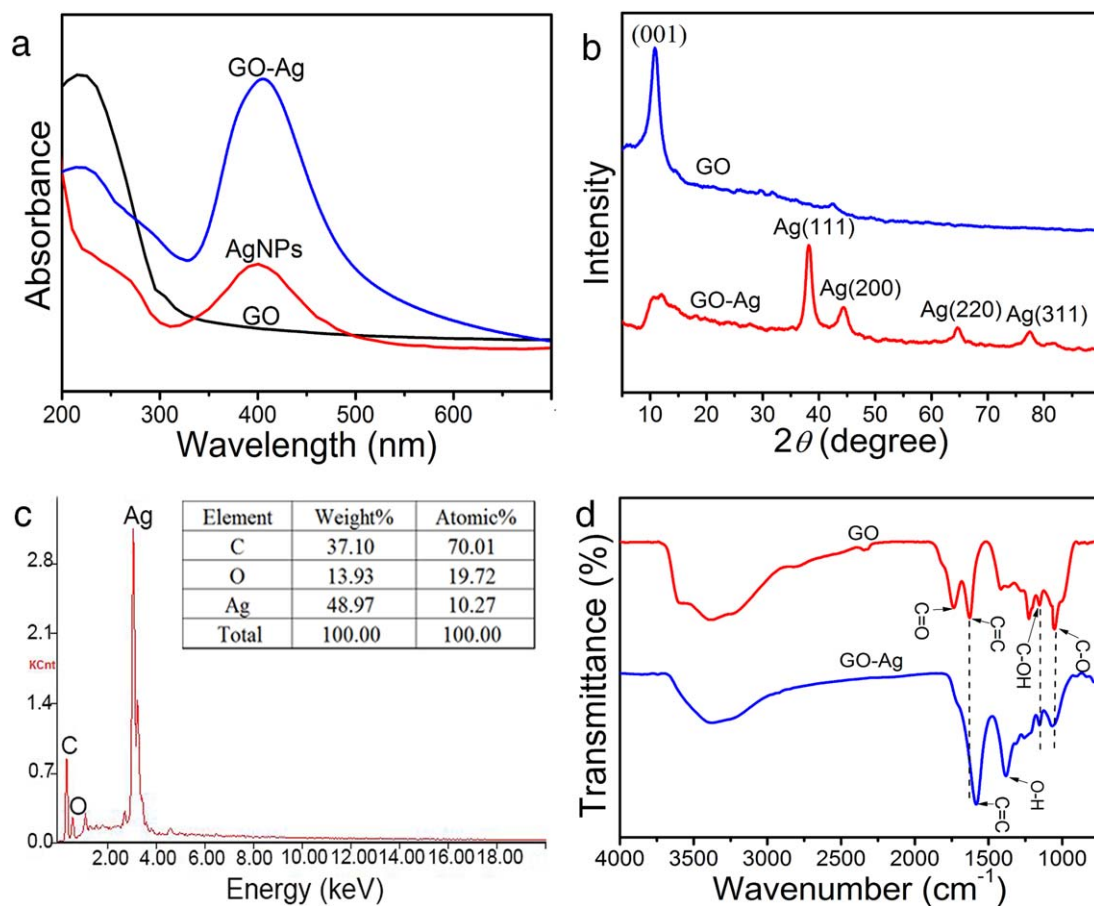 a
GO-Ag
AgNPs
GO
Absorbance
200 300 400 500 600
Wavelength (nm)
b
(001)
GO
Ag(111)
Ag(200)
GO-Ag
Ag(220)
Ag(311)
Intensity
10 20 30 40 50 60 70 80
2θ (degree)
c
Ag
C
O
2.8
2.1
KCnt
1.4
0.7
0.0
2.00 4.00 6.00 8.00 10.00 12.00 14.00 16.00 18.00
Energy (keV)
Element Weight% Atomic%
C 37.10 70.01
O 13.93 19.72
Ag 48.97 10.27
Total 100.00 100.00
d
GO
C=O
C=C
C-OH
C-O
GO-Ag
C=C
O-H
Transmittance (%)
4000 3500 3000 2500 2000 1500 1000
Wavenumber (cm⁻¹)